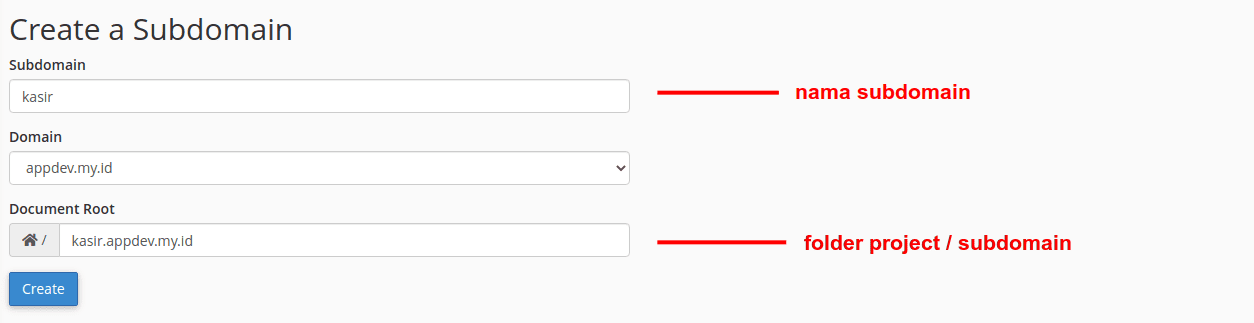 Create a Subdomain
Subdomain
kasir
nama subdomain
Domain
appdev.my.id
Document Root
/ kasir.appdev.my.id
folder project / subdomain
Create